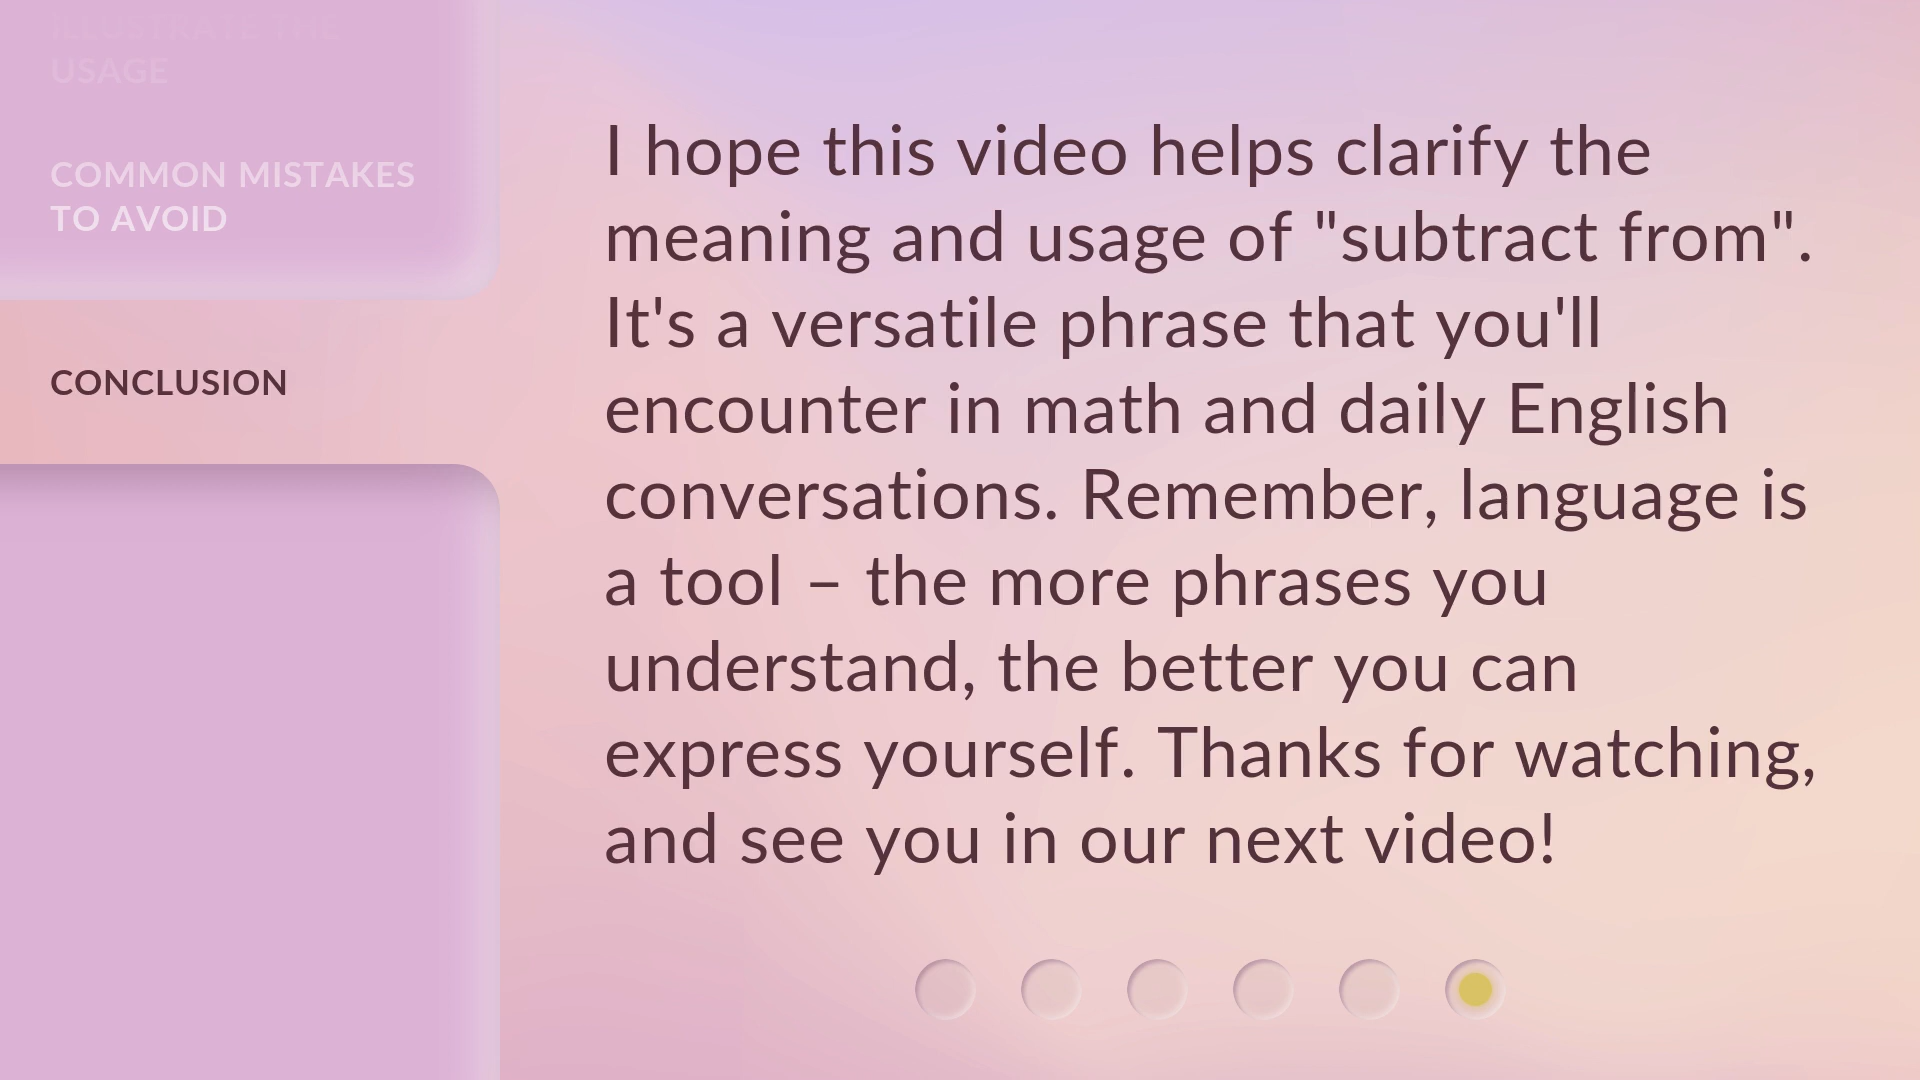 ILLUSTRATE THE
USAGE
COMMON MISTAKES
TO AVOID
CONCLUSION
I hope this video helps clarify the
meaning and usage of "subtract from".
It's a versatile phrase that you'll
encounter in math and daily English
conversations. Remember, language is
a tool – the more phrases you
understand, the better you can
express yourself. Thanks for watching,
and see you in our next video!